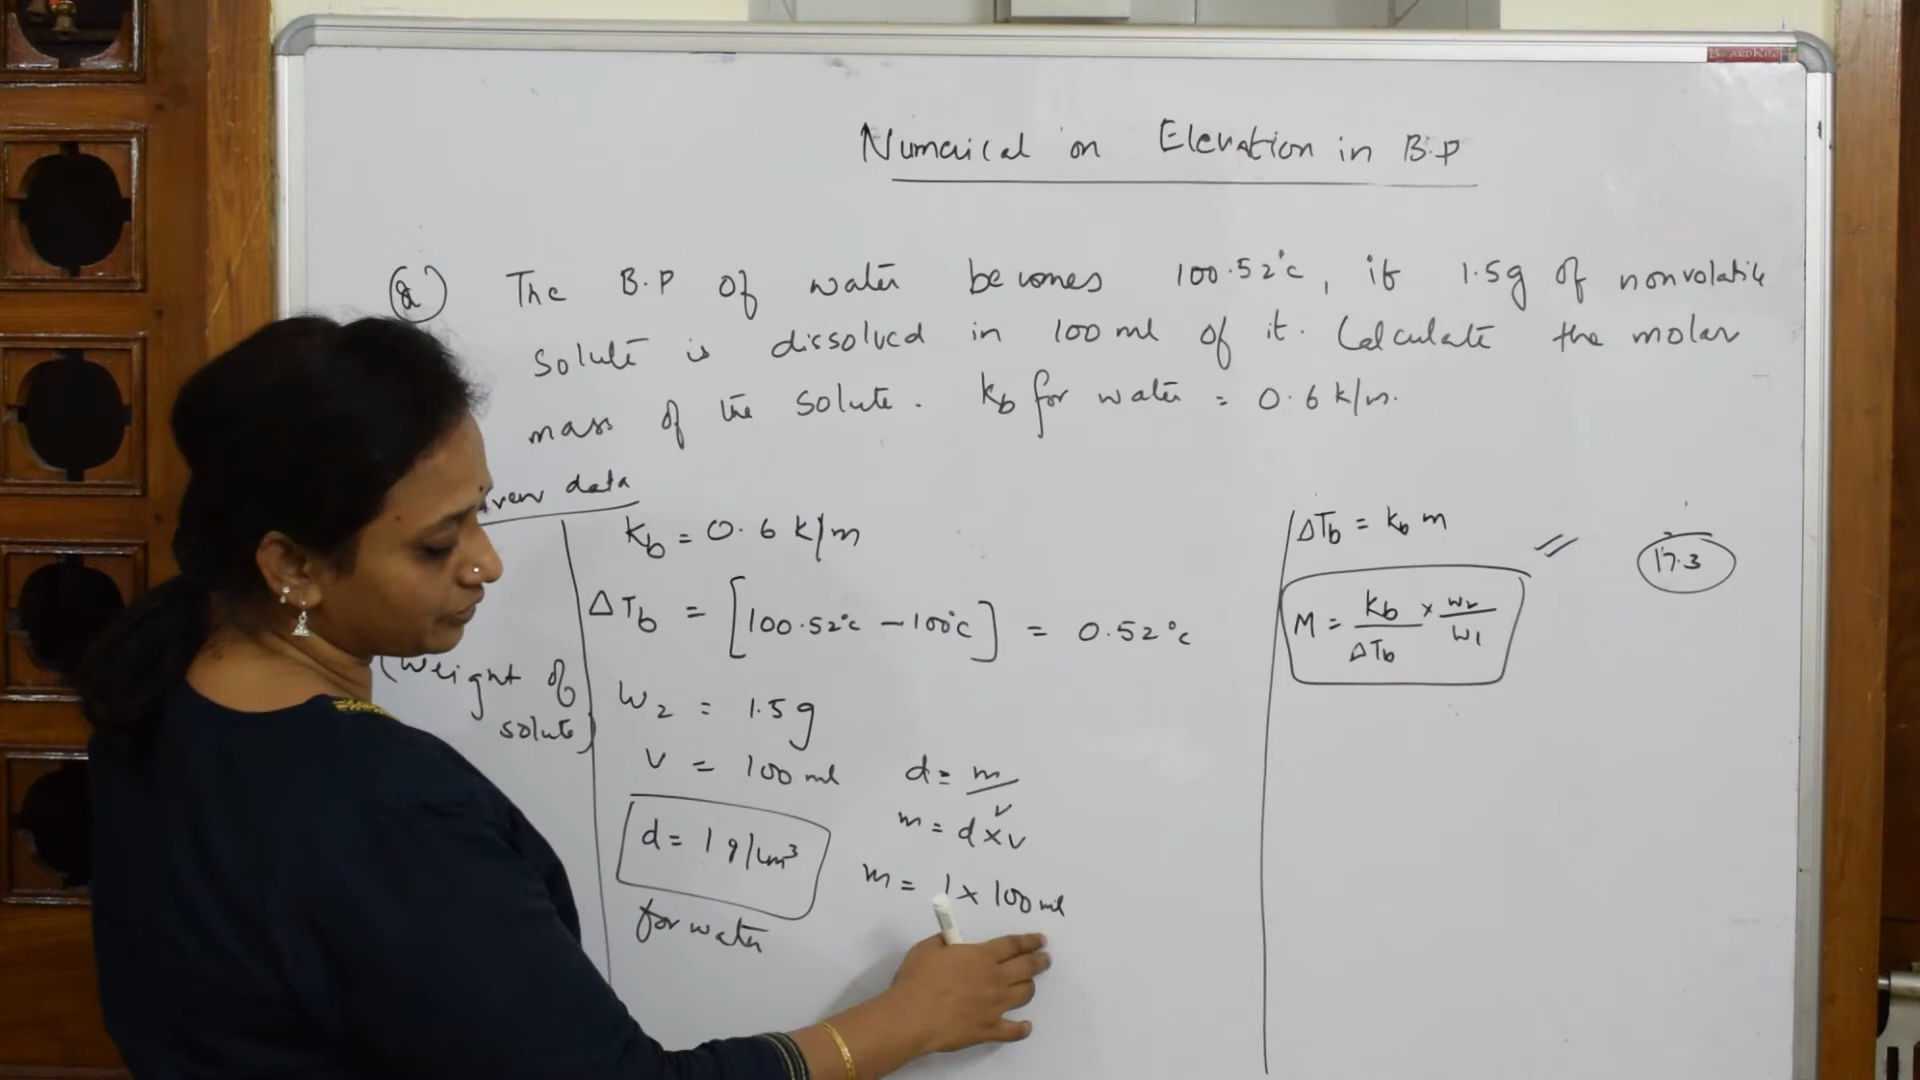 Numerical on Elevation in B.P
Q The B.P of water becomes 100.52°c, if 1.5g of nonvolatile
solute is dissolved in 100 ml of it. Calculate the molar
mass of the solute. Kb for water = 0.6 k/m.
data
Kb = 0.6 k/m
ΔTb = [100.52°c - 100°c] = 0.52°c
(Weight of solute)
W2 = 1.5g
V = 100 ml
d = 1 g/cm³
for water
d = m/v
m = d×v
m = 1 × 100 ml
ΔTb = Kb m
M = Kb/ΔTb × W2/W1
17.3